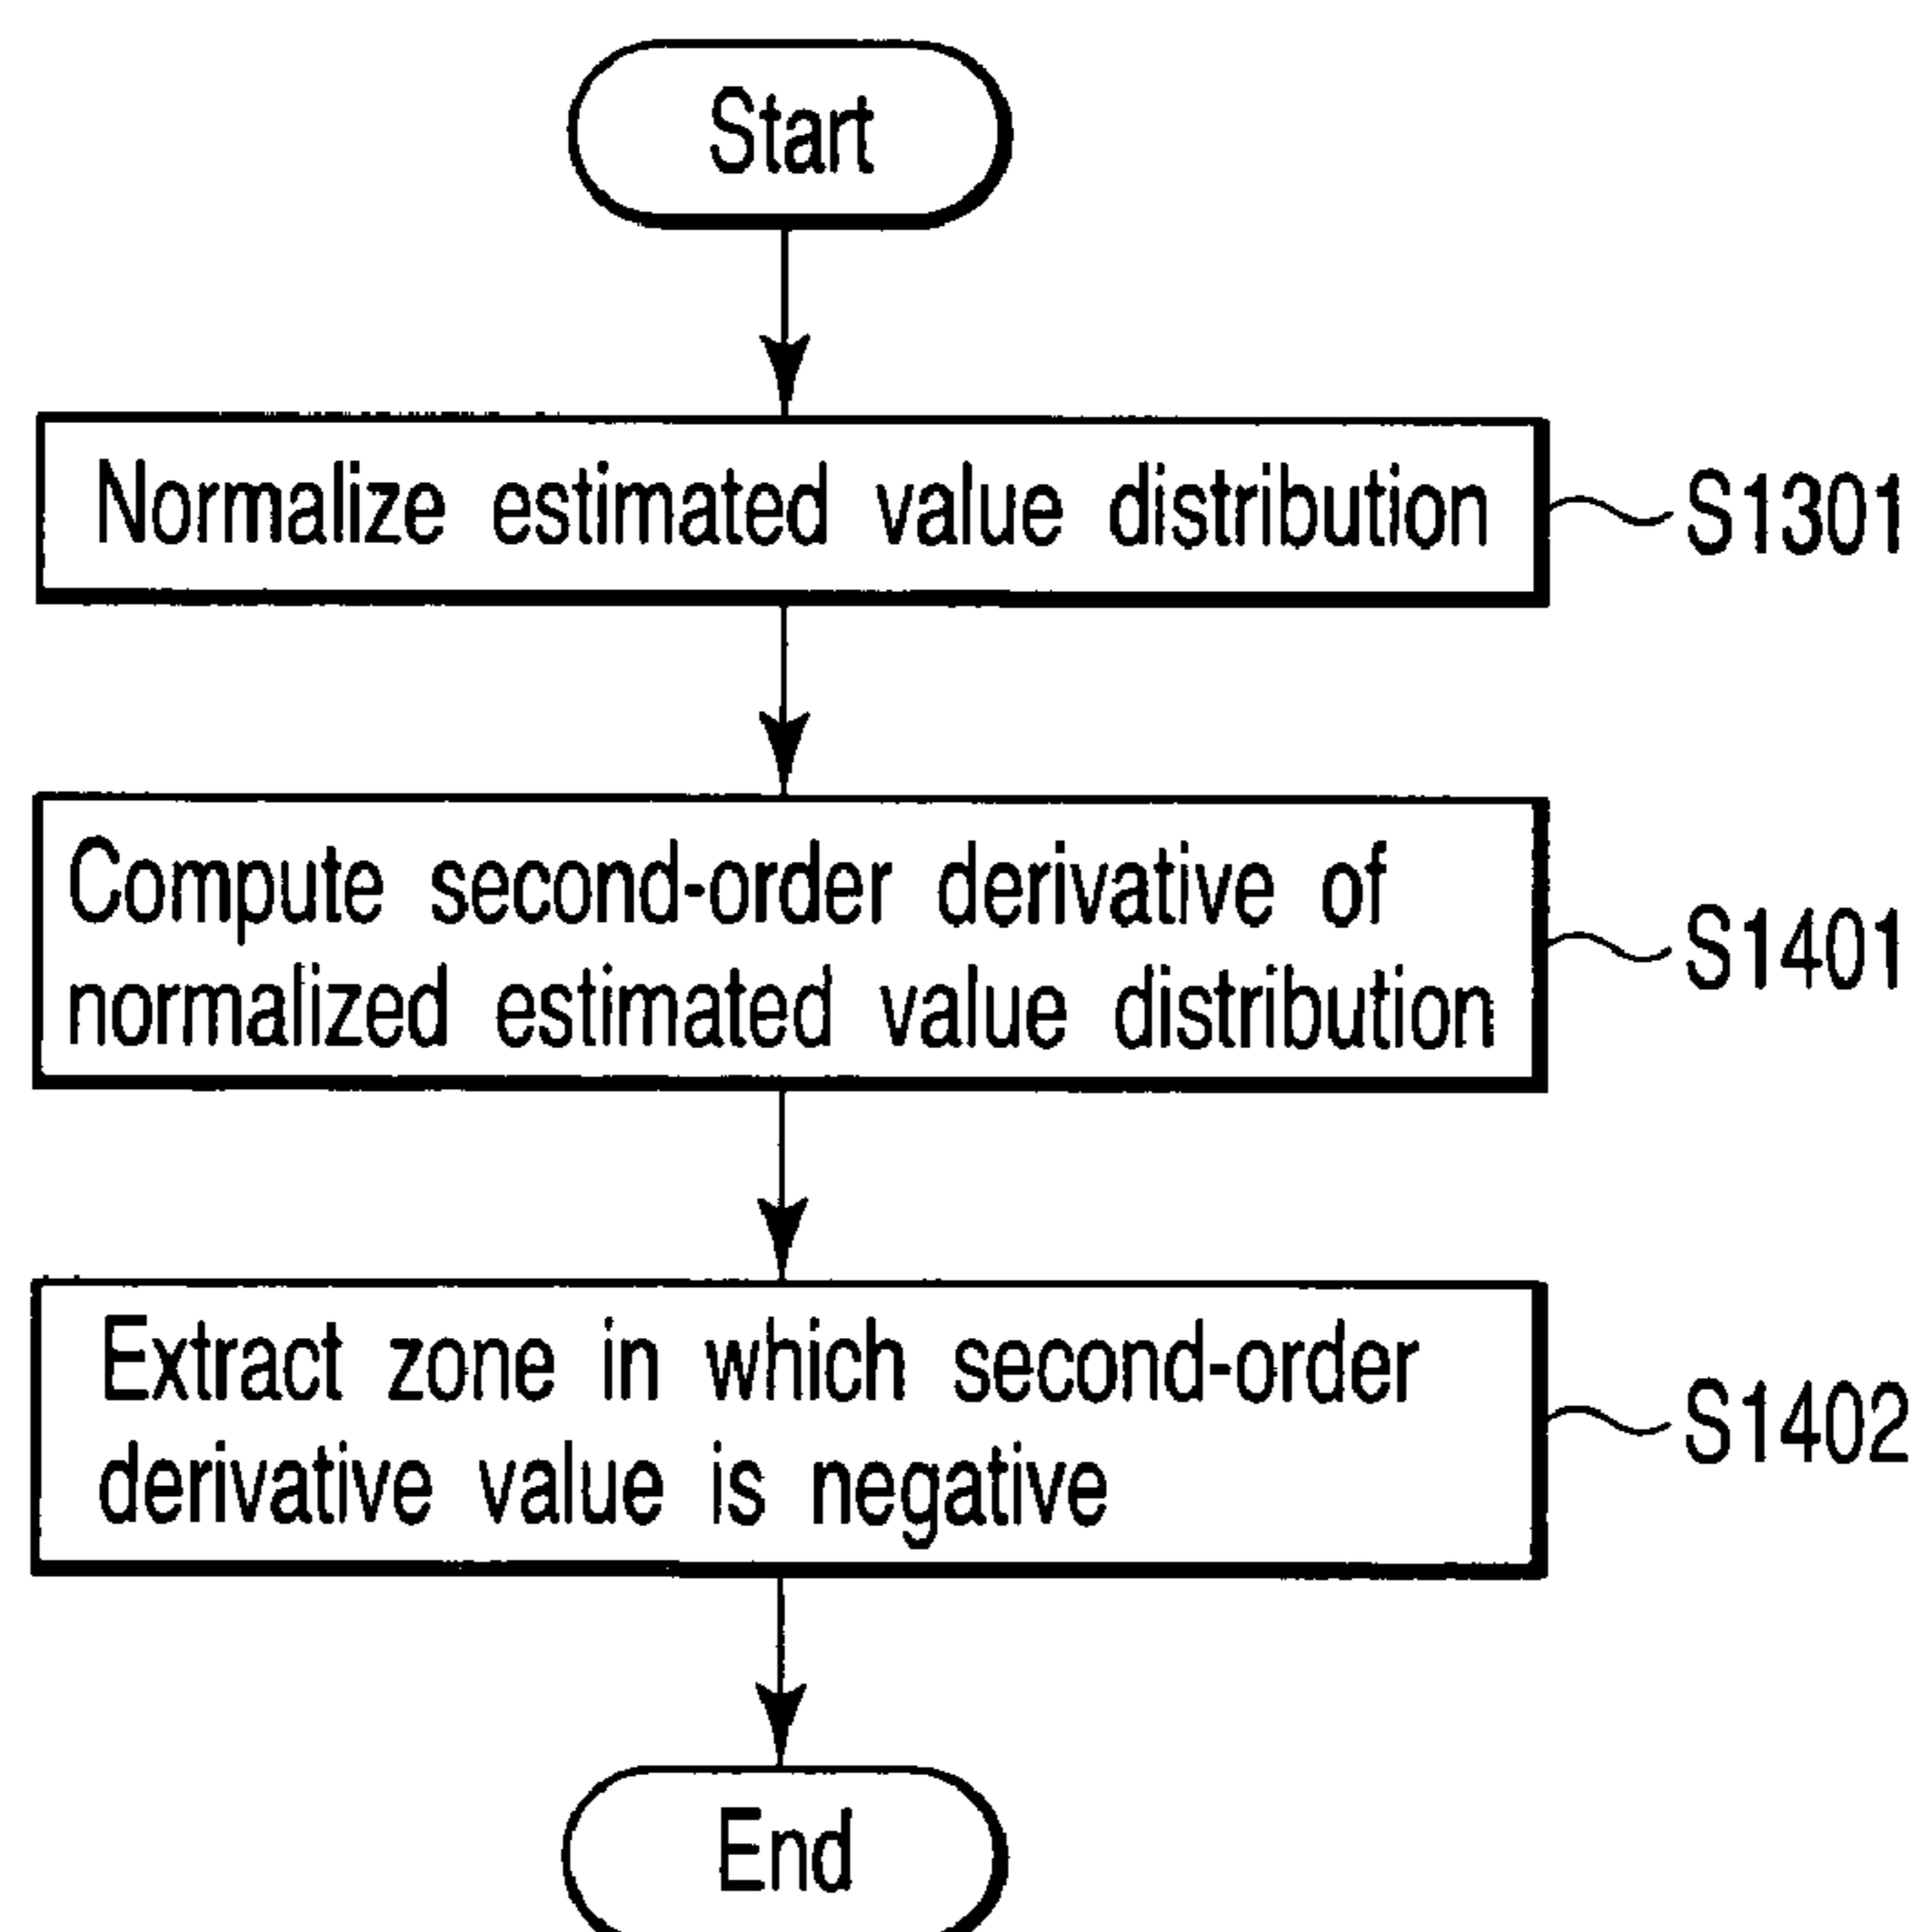 Start
Normalize estimated value distribution
S1301
Compute second-order derivative of
normalized estimated value distribution
S1401
Extract zone in which second-order
derivative value is negative
S1402
End